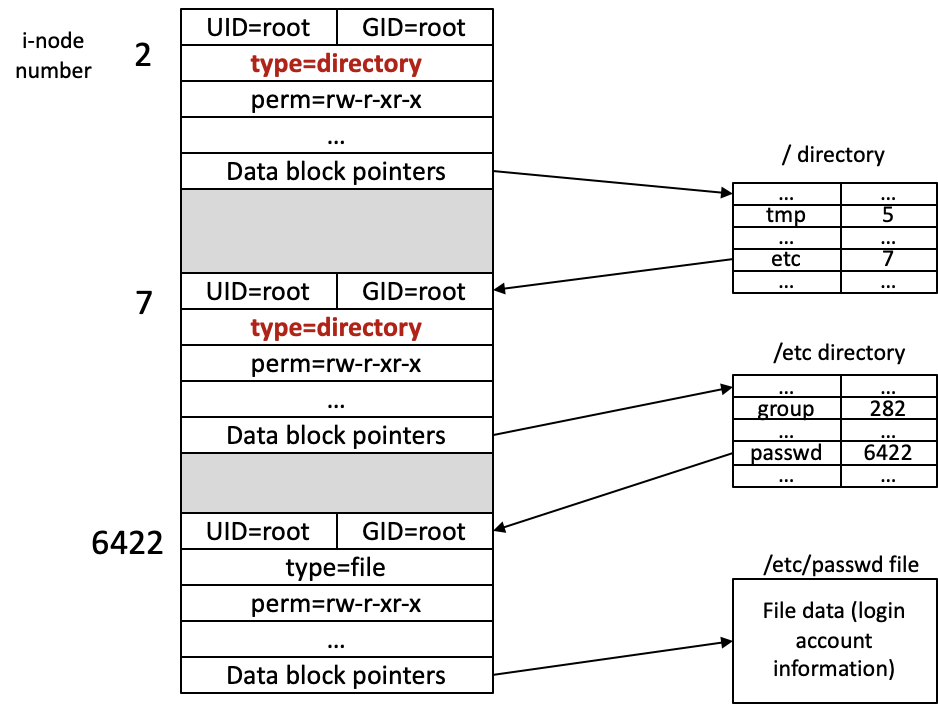 i-node
number
2
UID=root GID=root
type=directory
perm=rw-r-xr-x
...
Data block pointers
/ directory
... ...
tmp 5
... ...
etc 7
... ...
7
UID=root GID=root
type=directory
perm=rw-r-xr-x
...
Data block pointers
/etc directory
... ...
group 282
... ...
passwd 6422
... ...
6422
UID=root GID=root
type=file
perm=rw-r-xr-x
...
Data block pointers
/etc/passwd file
File data (login
account
information)